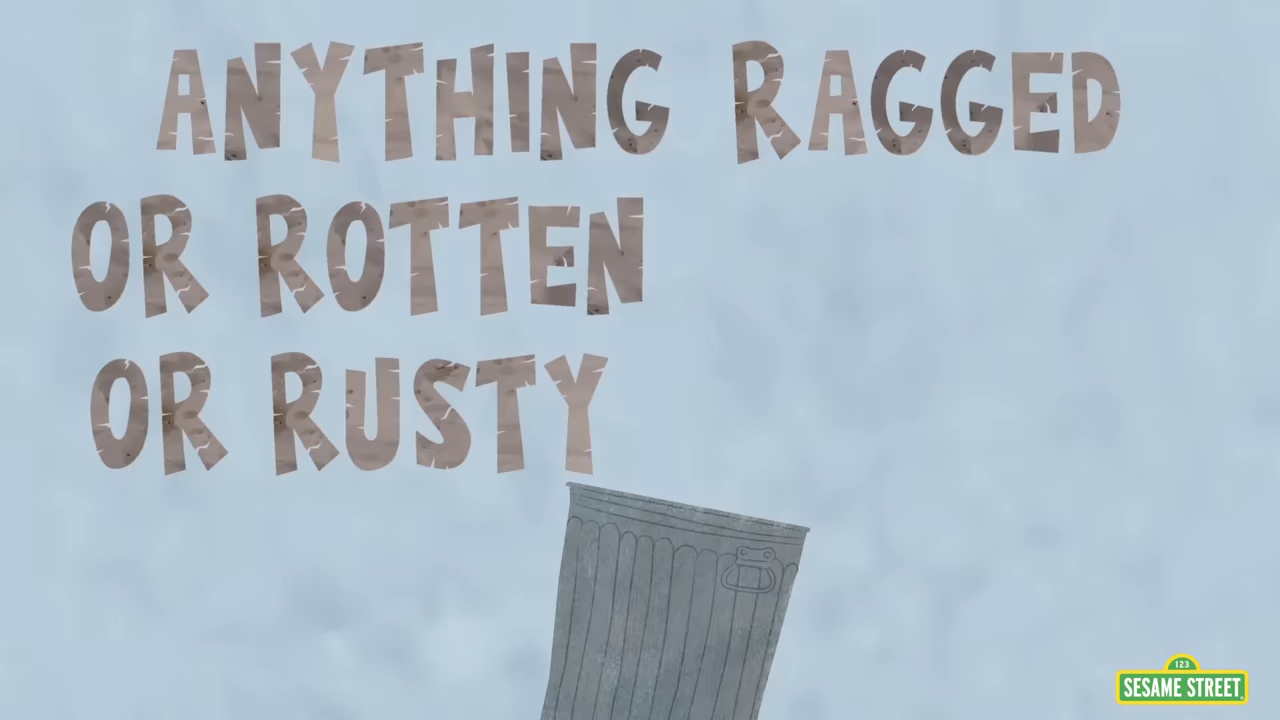 ANYTHING RAGGED
OR ROTTEN
OR RUSTY
123
SESAME STREET